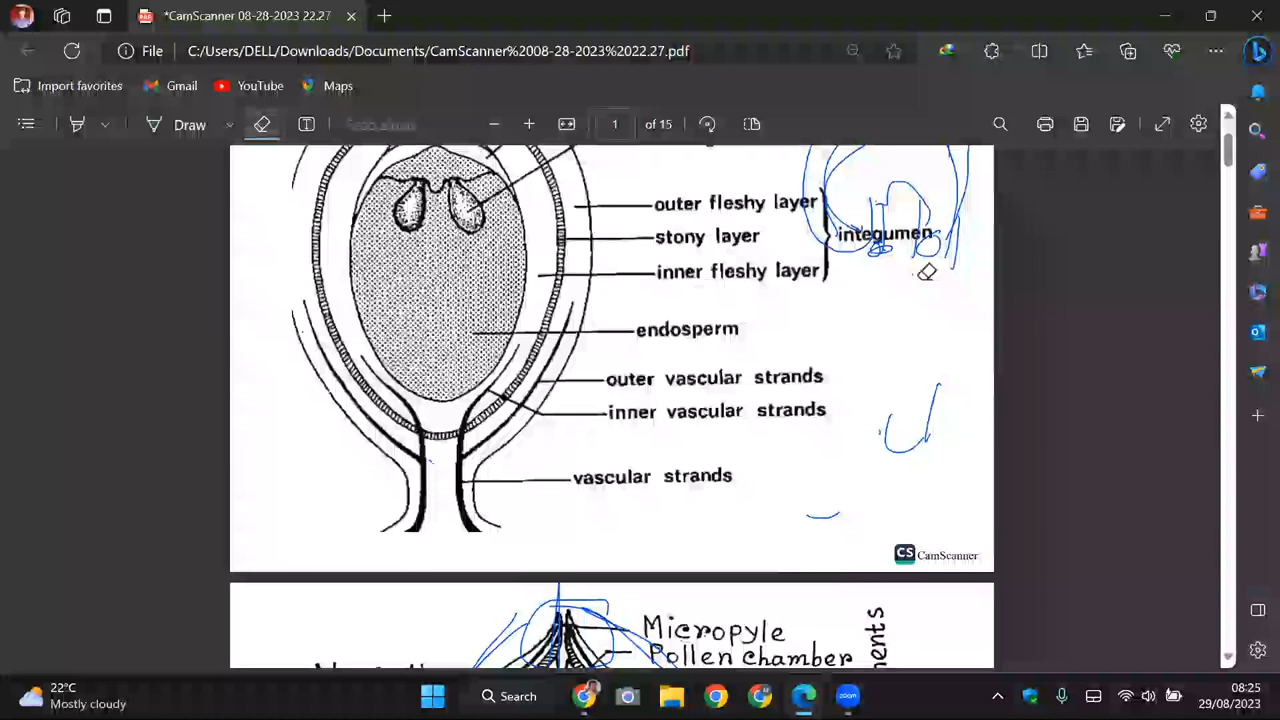 *CamScanner 08-28-2023 22.27
File
C:/Users/DELL/Downloads/Documents/CamScanner%2008-28-2023%2022.27.pdf
Import favorites
Gmail
YouTube
Maps
Draw
1
of 15
outer fleshy layer
stony layer
integumen
inner fleshy layer
endosperm
outer vascular strands
inner vascular strands
vascular strands
CS CamScanner
Micropyle
Pollen chamber
22°C
Mostly cloudy
Search
zoom
08:25
29/08/2023